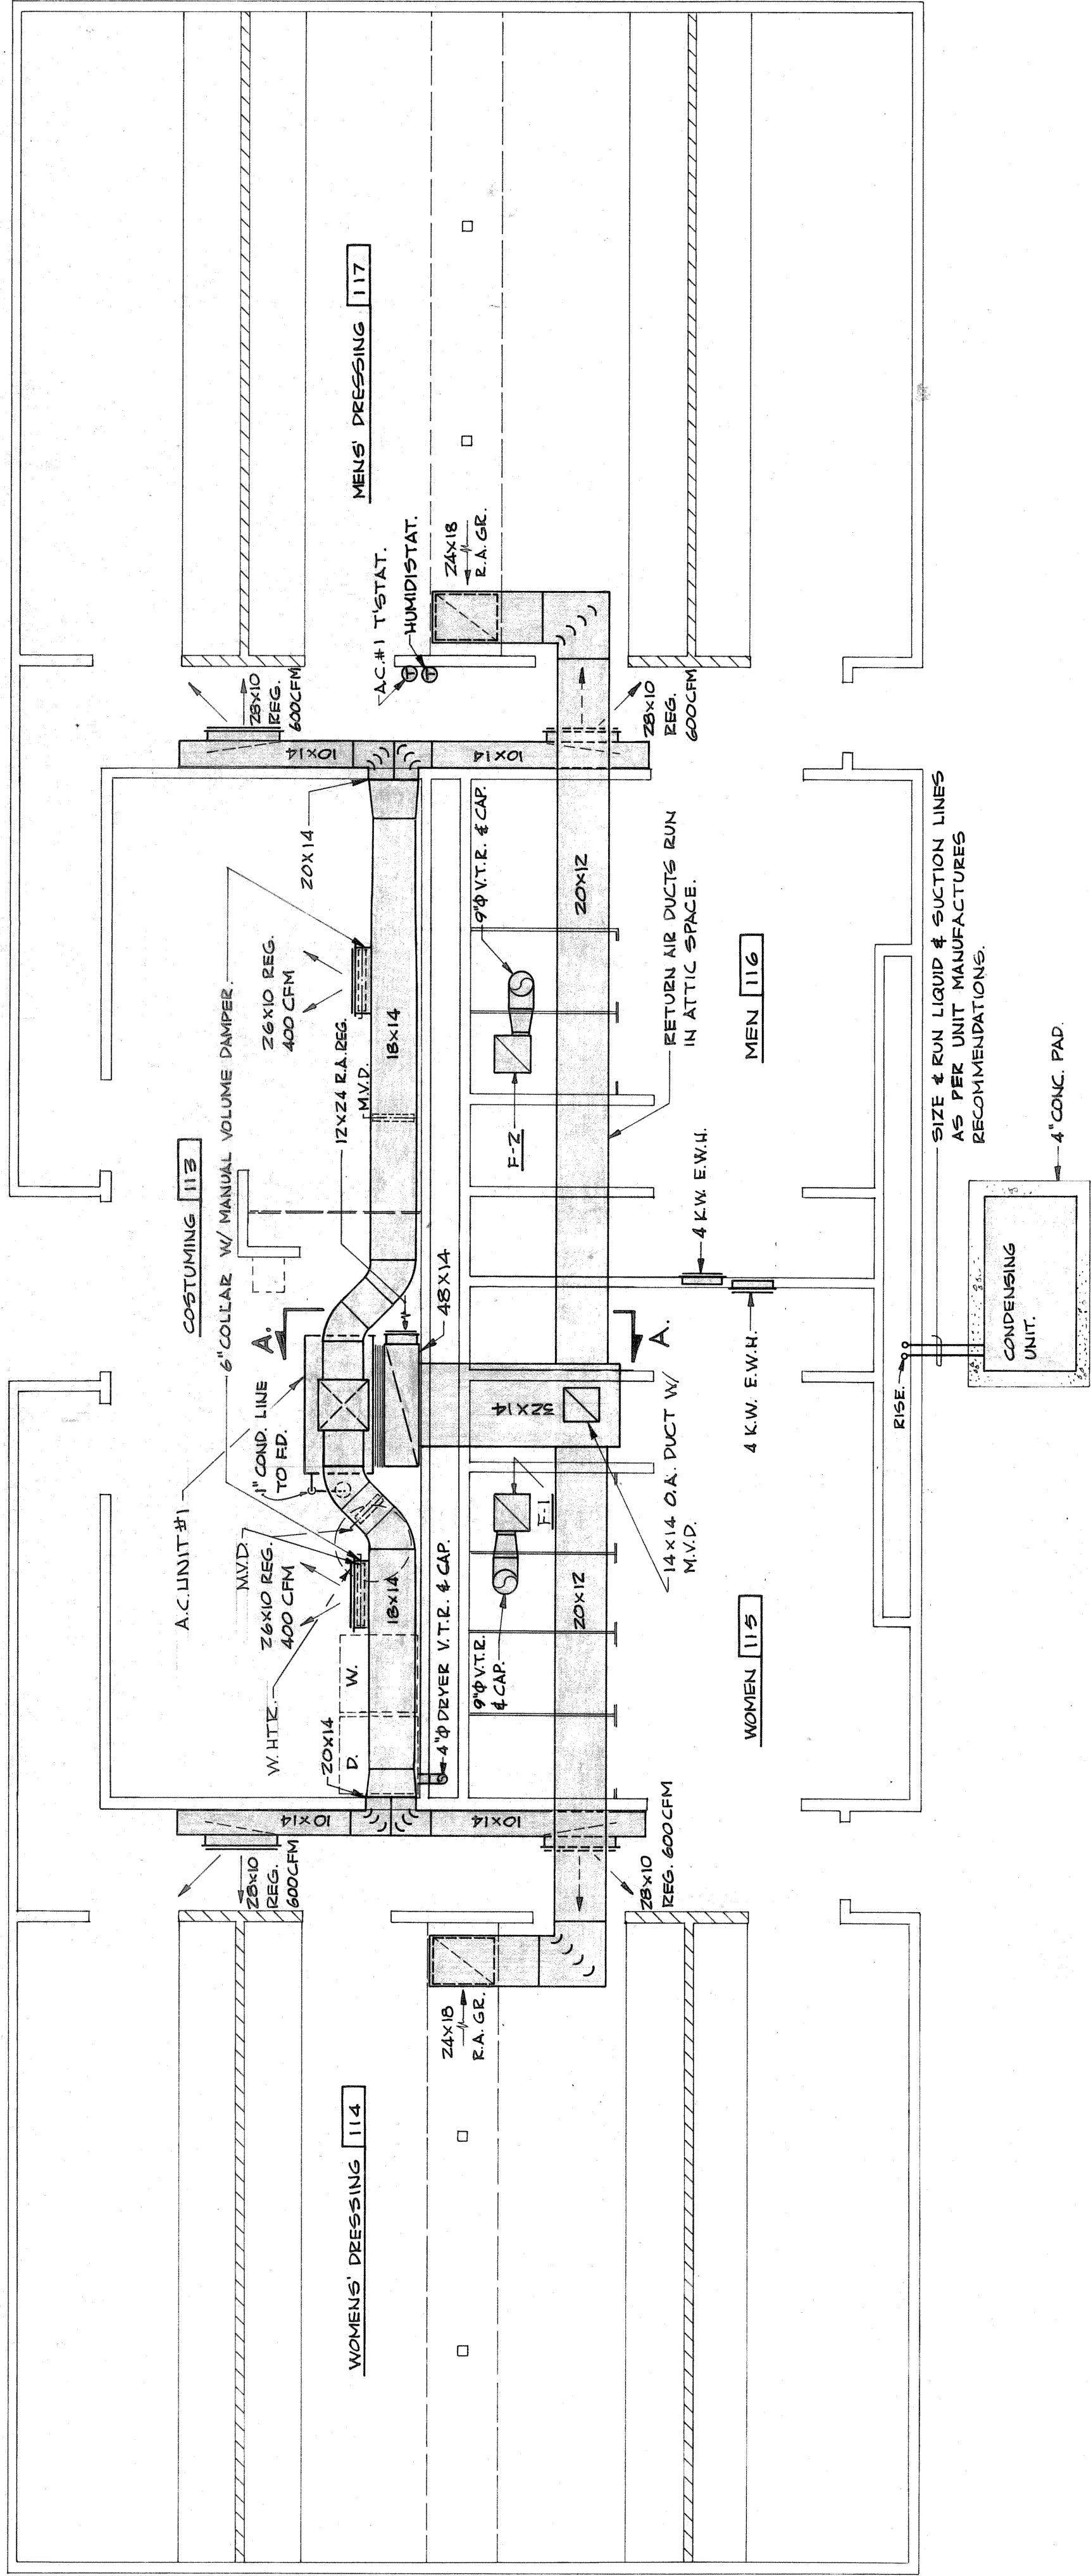 WOMENS' DRESSING 114
MENS' DRESSING 117
COSTUMING 113
WOMEN 115
MEN 116
28X10
REG.
600CFM
10X14
10X14
28X10
REG. 600CFM
24X18
R.A. GR.
20X14
D.
W.
W. HTR.
4"Φ DRYER V.T.R. & CAP.
18X14
26X10 REG.
400 CFM
M.V.D.
A.C. UNIT #1
1" COND. LINE
TO F.D.
6" COLLAR W/ MANUAL VOLUME DAMPER.
A.
A.
48X14
12X24 R.A. REG.
M.V.D.
18X14
26X10 REG.
400 CFM
20X14
10X14
10X14
28X10
REG.
600CFM
28X10
REG.
600CFM
A.C.#1 T'STAT.
HUMIDISTAT.
T
T
24X18
R.A. GR.
9"Φ V.T.R.
& CAP.
F-1
20X12
32X14
14X14 O.A. DUCT W/
M.V.D.
F-2
9"Φ V.T.R. & CAP.
20X12
RETURN AIR DUCTS RUN
IN ATTIC SPACE.
4 K.W. E.W.H.
4 K.W. E.W.H.
RISE.
SIZE & RUN LIQUID & SUCTION LINES
AS PER UNIT MANUFACTURES
RECOMMENDATIONS.
CONDENSING
UNIT.
4" CONC. PAD.